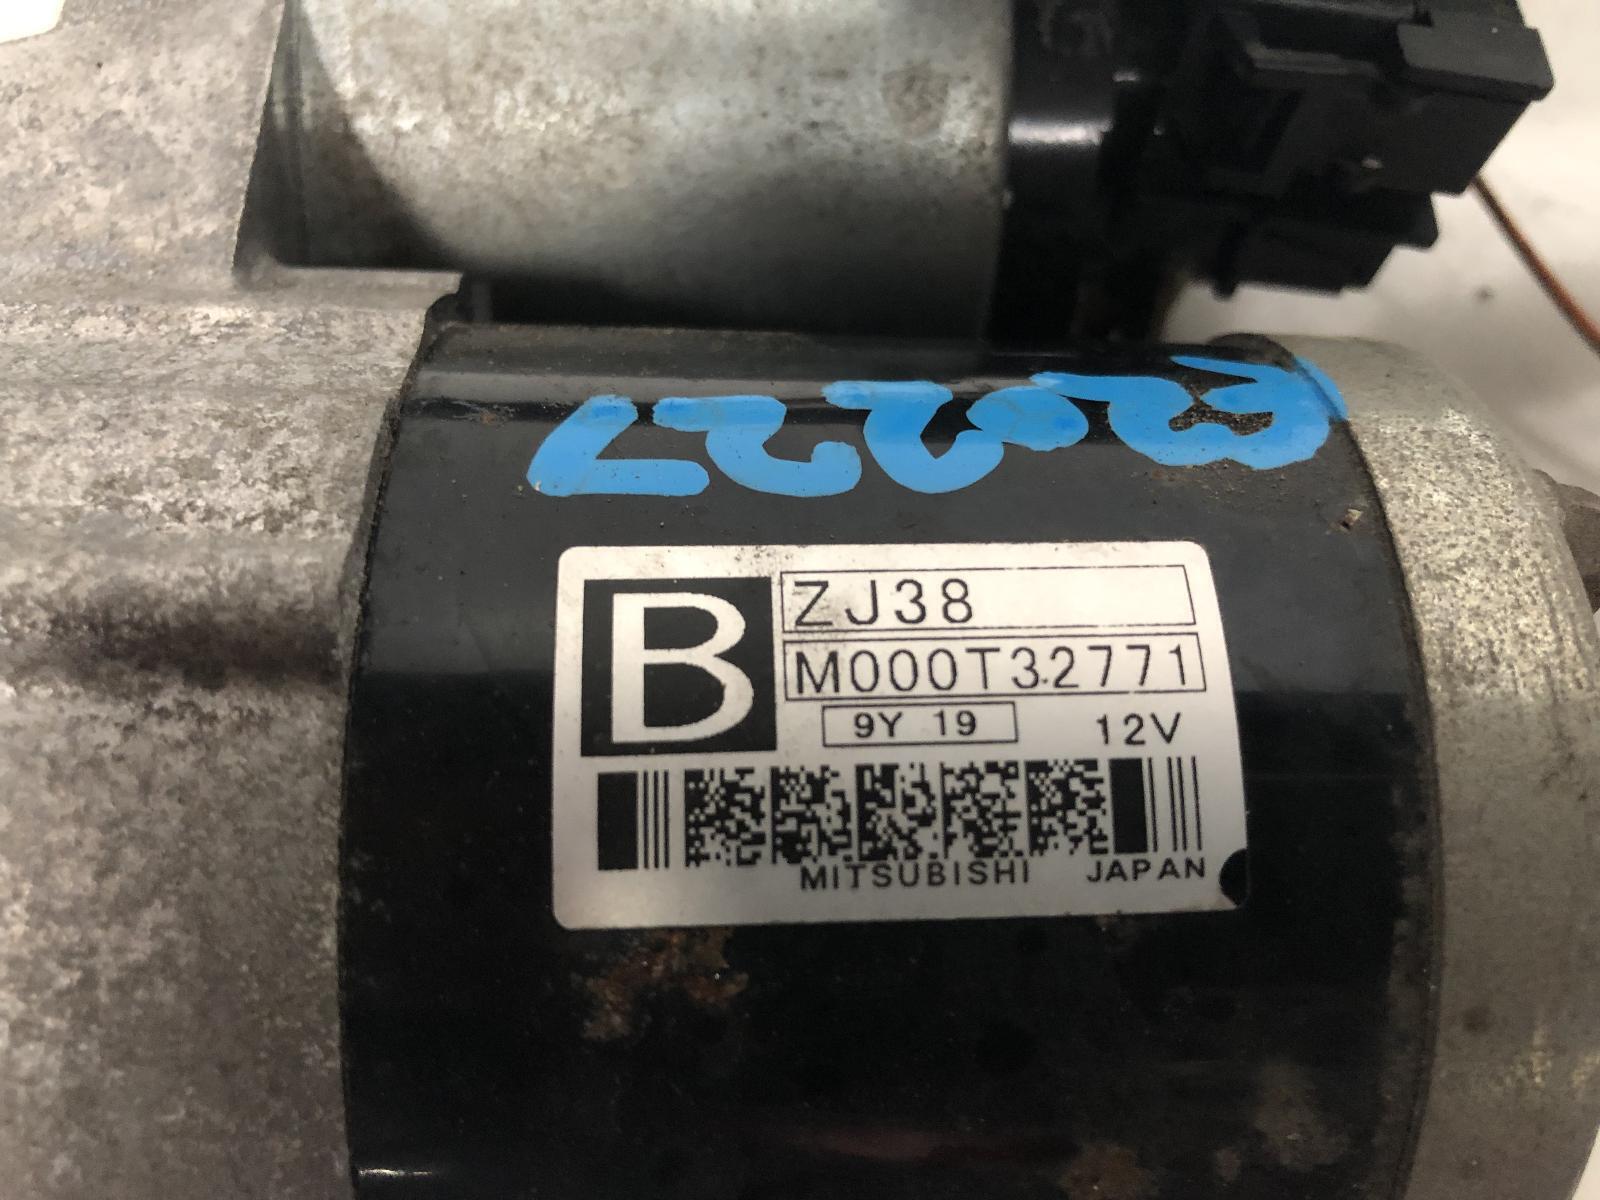 B
ZJ38
M000T32771
9Y 19
12V
MITSUBISHI JAPAN